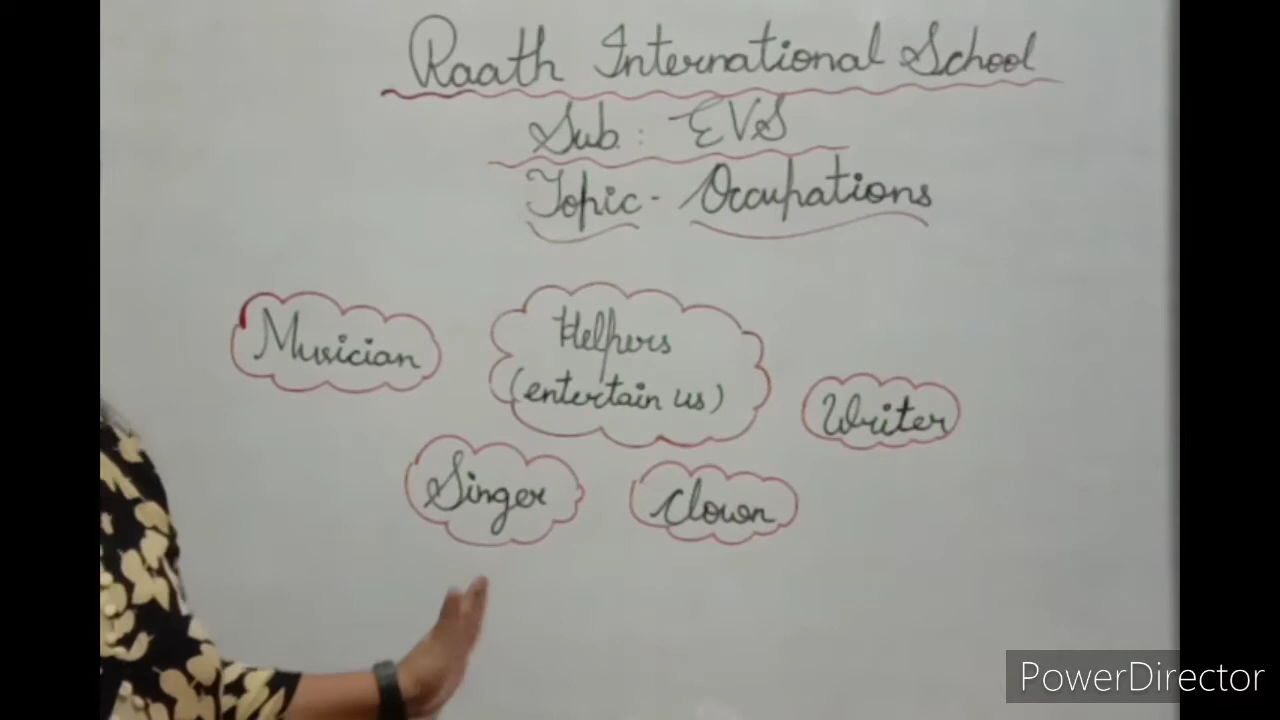 Raath International School
Sub : EVS
Topic - Occupations
Musician
Helpers
(entertain us)
Writer
Singer
Clown
PowerDirector